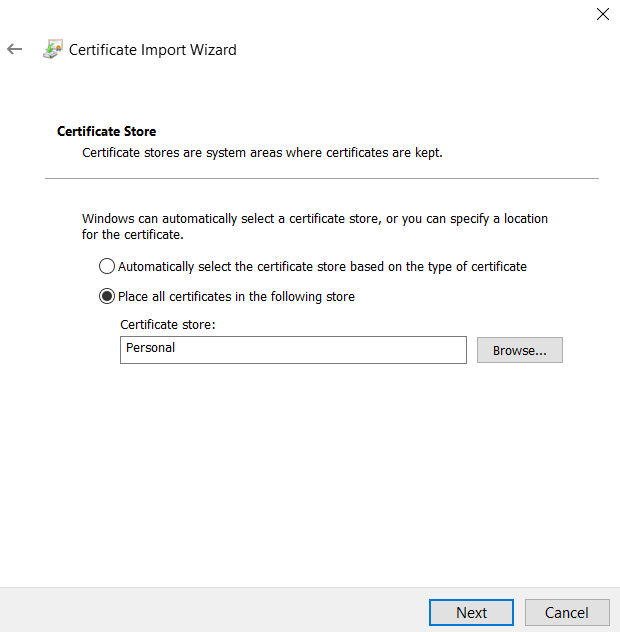 Certificate Import Wizard
Certificate Store
Certificate stores are system areas where certificates are kept.
Windows can automatically select a certificate store, or you can specify a location
for the certificate.
Automatically select the certificate store based on the type of certificate
Place all certificates in the following store
Certificate store:
Personal
Browse...
Next
Cancel